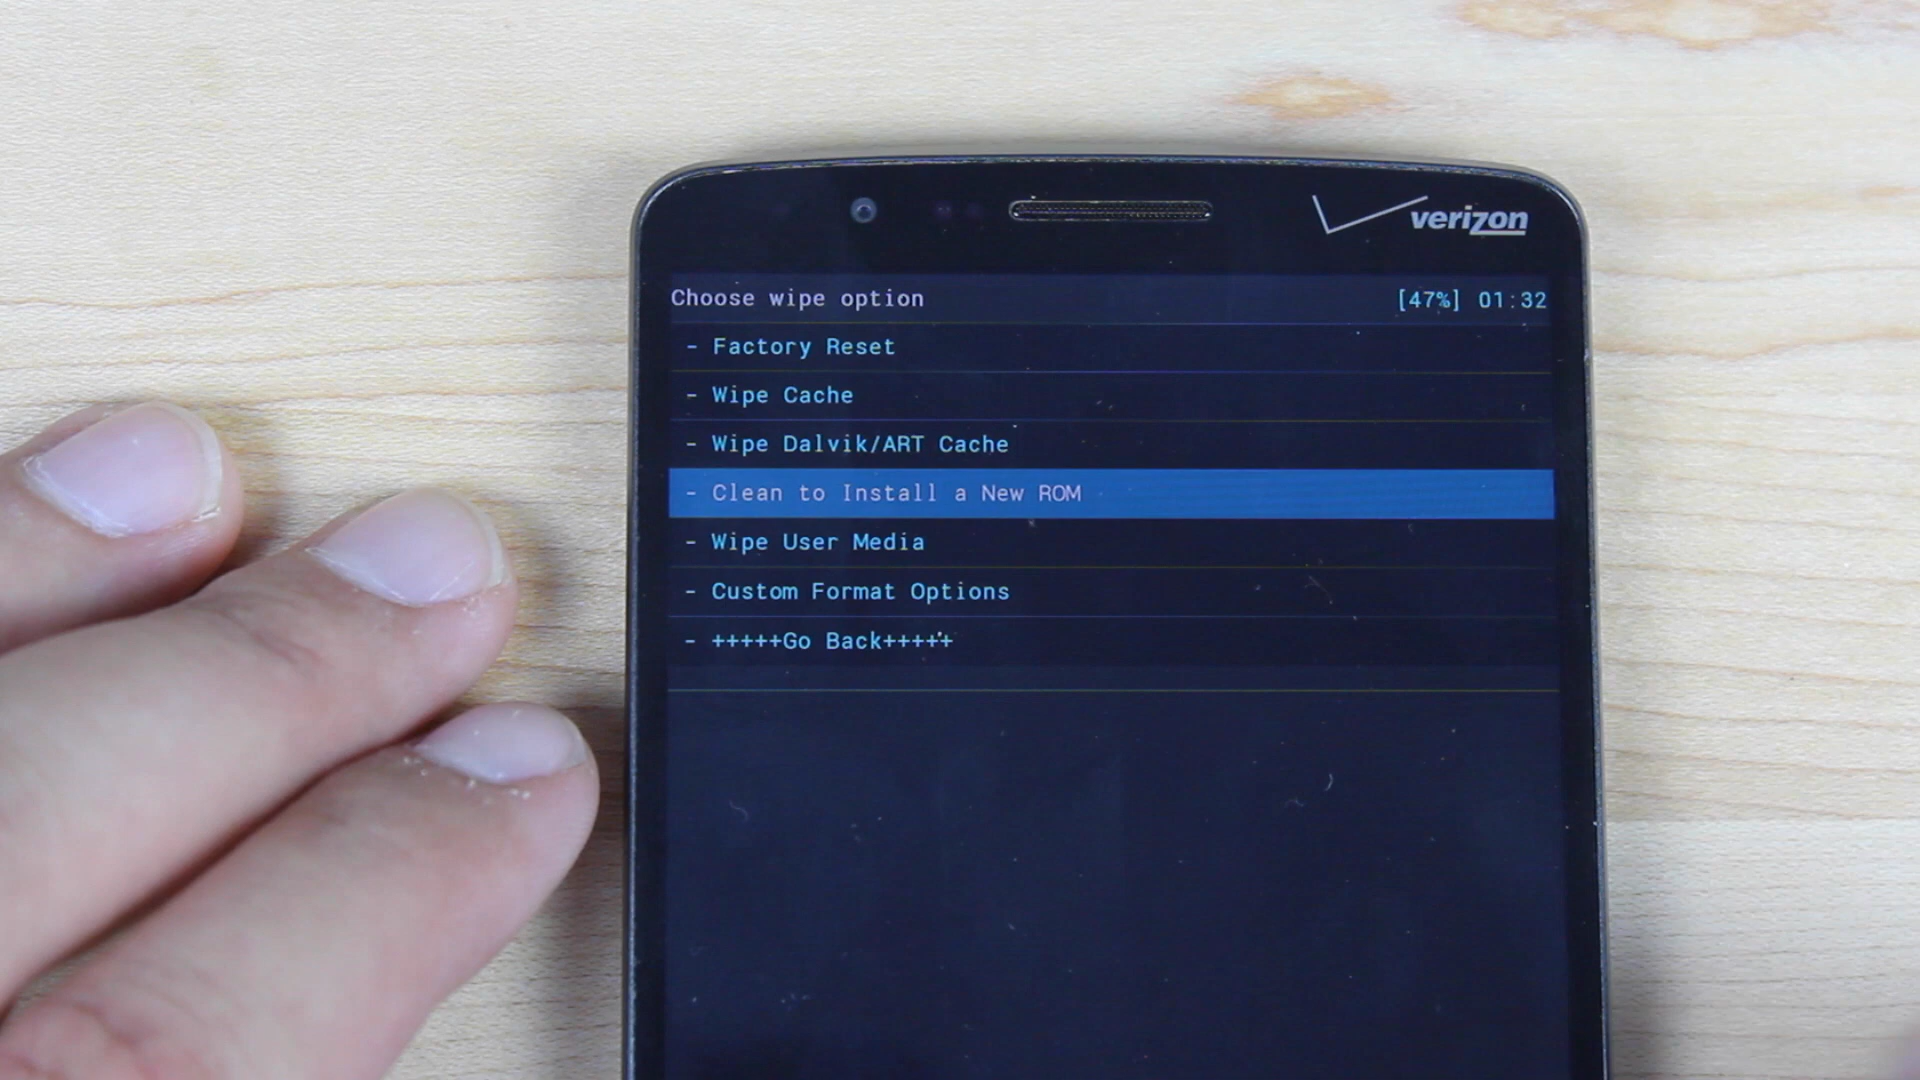 verizon
Choose wipe option [47%] 01:32
- Factory Reset
- Wipe Cache
- Wipe Dalvik/ART Cache
- Clean to Install a New ROM
- Wipe User Media
- Custom Format Options
- +++++Go Back+++++